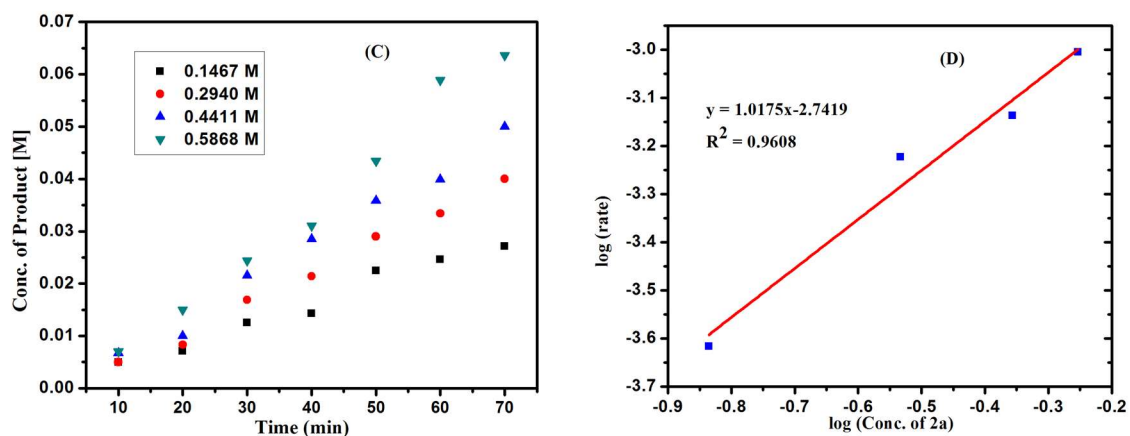 (C)
0.1467 M
0.2940 M
0.4411 M
0.5868 M
Conc. of Product [M]
0.07
0.06
0.05
0.04
0.03
0.02
0.01
0.00
10 20 30 40 50 60 70
Time (min)
(D)
y = 1.0175x-2.7419
R² = 0.9608
log (rate)
-3.0
-3.1
-3.2
-3.3
-3.4
-3.5
-3.6
-3.7
-0.9 -0.8 -0.7 -0.6 -0.5 -0.4 -0.3 -0.2
log (Conc. of 2a)